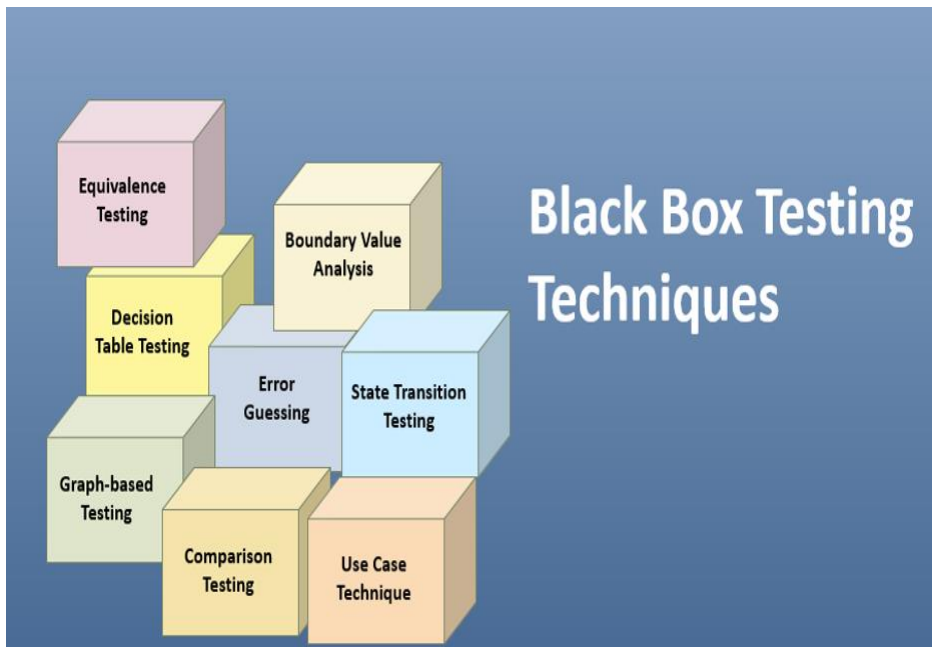 Equivalence
Testing
Boundary Value
Analysis
Black Box Testing
Techniques
Decision
Table Testing
Error
Guessing
State Transition
Testing
Graph-based
Testing
Comparison
Testing
Use Case
Technique